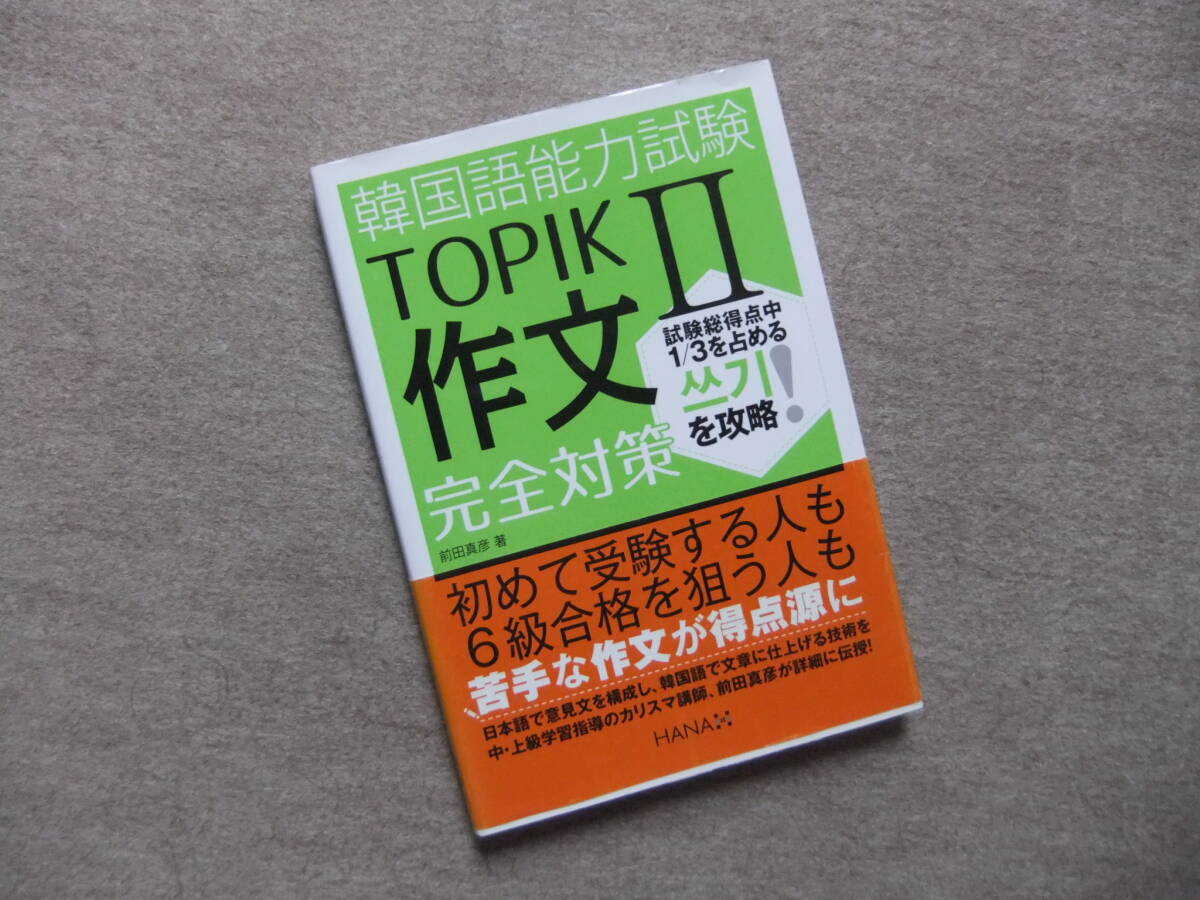 韓国語能力試験
TOPIK II
作文
完全対策
試験総得点中
1/3を占める
쓰기!
を攻略
前田真彦 著
初めて受験する人も
6級合格を狙う人も
苦手な作文が得点源に
日本語で意見文を構成し、韓国語で文章に仕上げる技術を
中・上級学習指導のカリスマ講師、前田真彦が詳細に伝授!
HANA